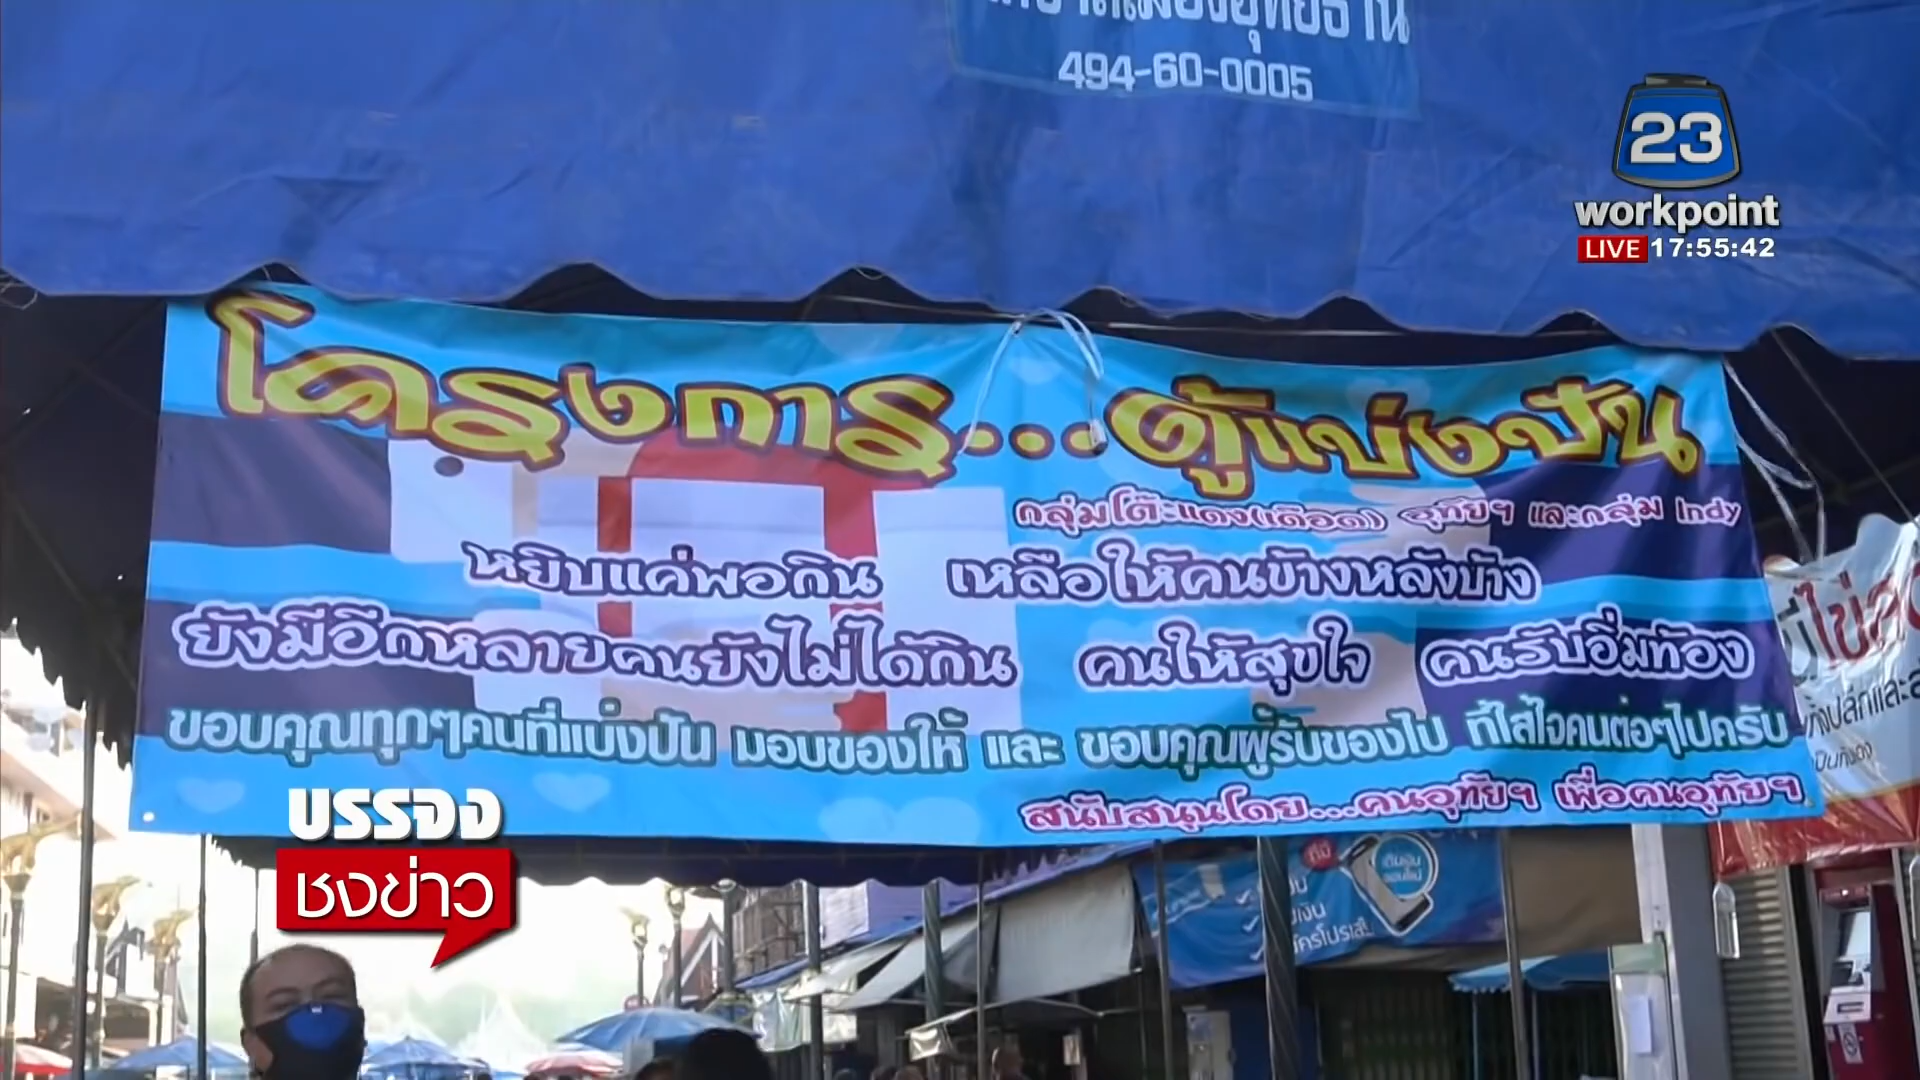 494-60-0005
23
workpoint
LIVE 17:55:42
โครงการ...ตู้แบ่งปัน
กลุ่มโต๊ะแดง(เดือด) อุทัยฯ และกลุ่ม Indy
หยิบแค่พอกิน เหลือให้คนข้างหลังบ้าง
ยังมีอีกหลายคนยังไม่ได้กิน คนให้สุขใจ คนรับอิ่มท้อง
ขอบคุณทุกๆคนที่แบ่งปัน มอบของให้ และ ขอบคุณผู้รับของไป ที่ใส่ใจคนต่อๆไปครับ
สนับสนุนโดย...คนอุทัยฯ เพื่อคนอุทัยฯ
บรรจง
ชงข่าว